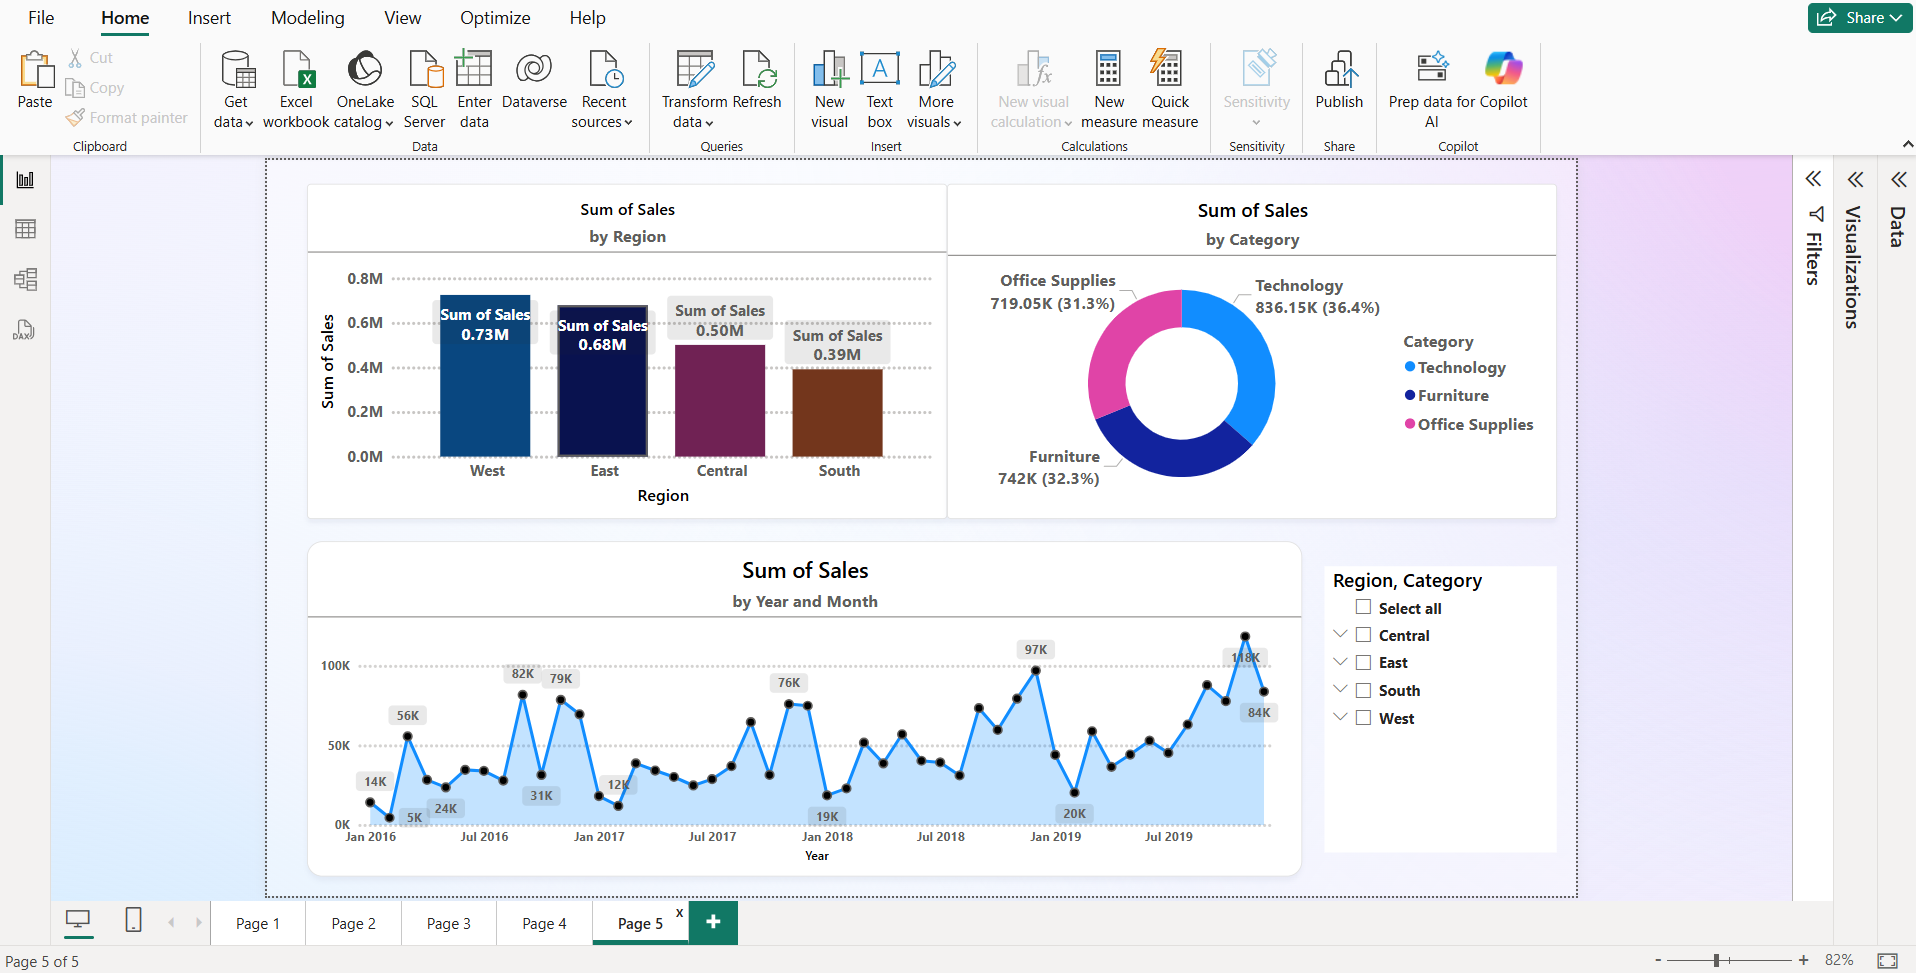 File Home Insert Modeling View Optimize Help Share
Paste
Cut
Copy
Format painter
Clipboard
Get data
Excel workbook
OneLake catalog
SQL Server
Enter data
Dataverse
Recent sources
Data
Transform data
Refresh
Queries
New visual
Text box
More visuals
Insert
New visual calculation
New measure
Quick measure
Calculations
Sensitivity
Sensitivity
Publish
Share
Prep data for AI
Copilot
Copilot
Filters
Visualizations
Data
DAX
Sum of Sales
by Region
Sum of Sales
0.8M
0.6M
0.4M
0.2M
0.0M
Sum of Sales
0.73M
Sum of Sales
0.68M
Sum of Sales
0.50M
Sum of Sales
0.39M
West East Central South
Region
Sum of Sales
by Category
Office Supplies
719.05K (31.3%)
Technology
836.15K (36.4%)
Furniture
742K (32.3%)
Category
Technology
Furniture
Office Supplies
Sum of Sales
by Year and Month
100K
50K
0K
14K
5K
56K
24K
82K
31K
79K
12K
76K
19K
97K
20K
118K
84K
Jan 2016 Jul 2016 Jan 2017 Jul 2017 Jan 2018 Jul 2018 Jan 2019 Jul 2019
Year
Region, Category
Select all
Central
East
South
West
Page 1 Page 2 Page 3 Page 4 Page 5 x +
Page 5 of 5
- + 82%